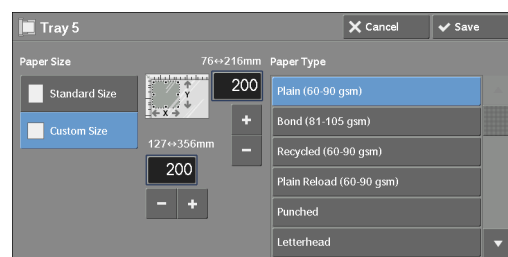 Tray 5
Cancel
Save
Paper Size
76↔216mm
Paper Type
Standard Size
Custom Size
Y
X
200
+
−
127↔356mm
200
− +
Plain (60-90 gsm)
Bond (81-105 gsm)
Recycled (60-90 gsm)
Plain Reload (60-90 gsm)
Punched
Letterhead